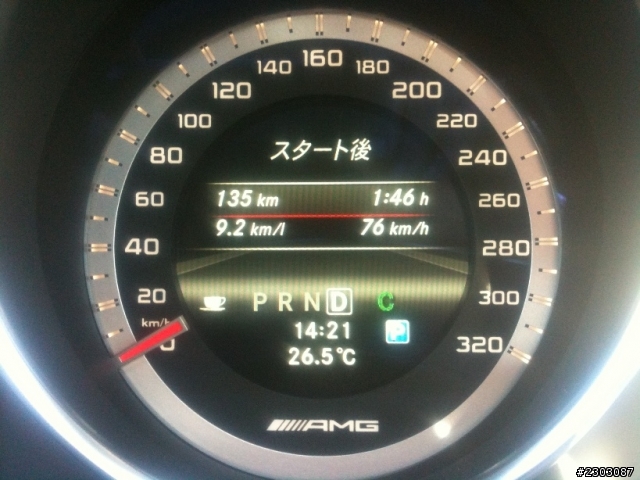 160
140 180
120 200
100 220
80 240
60 260
40 280
20 300
km/h
0 320
スタート後
135 km 1:46 h
9.2 km/l 76 km/h
P R N D C
14:21 P
26.5°C
AMG
#2303087